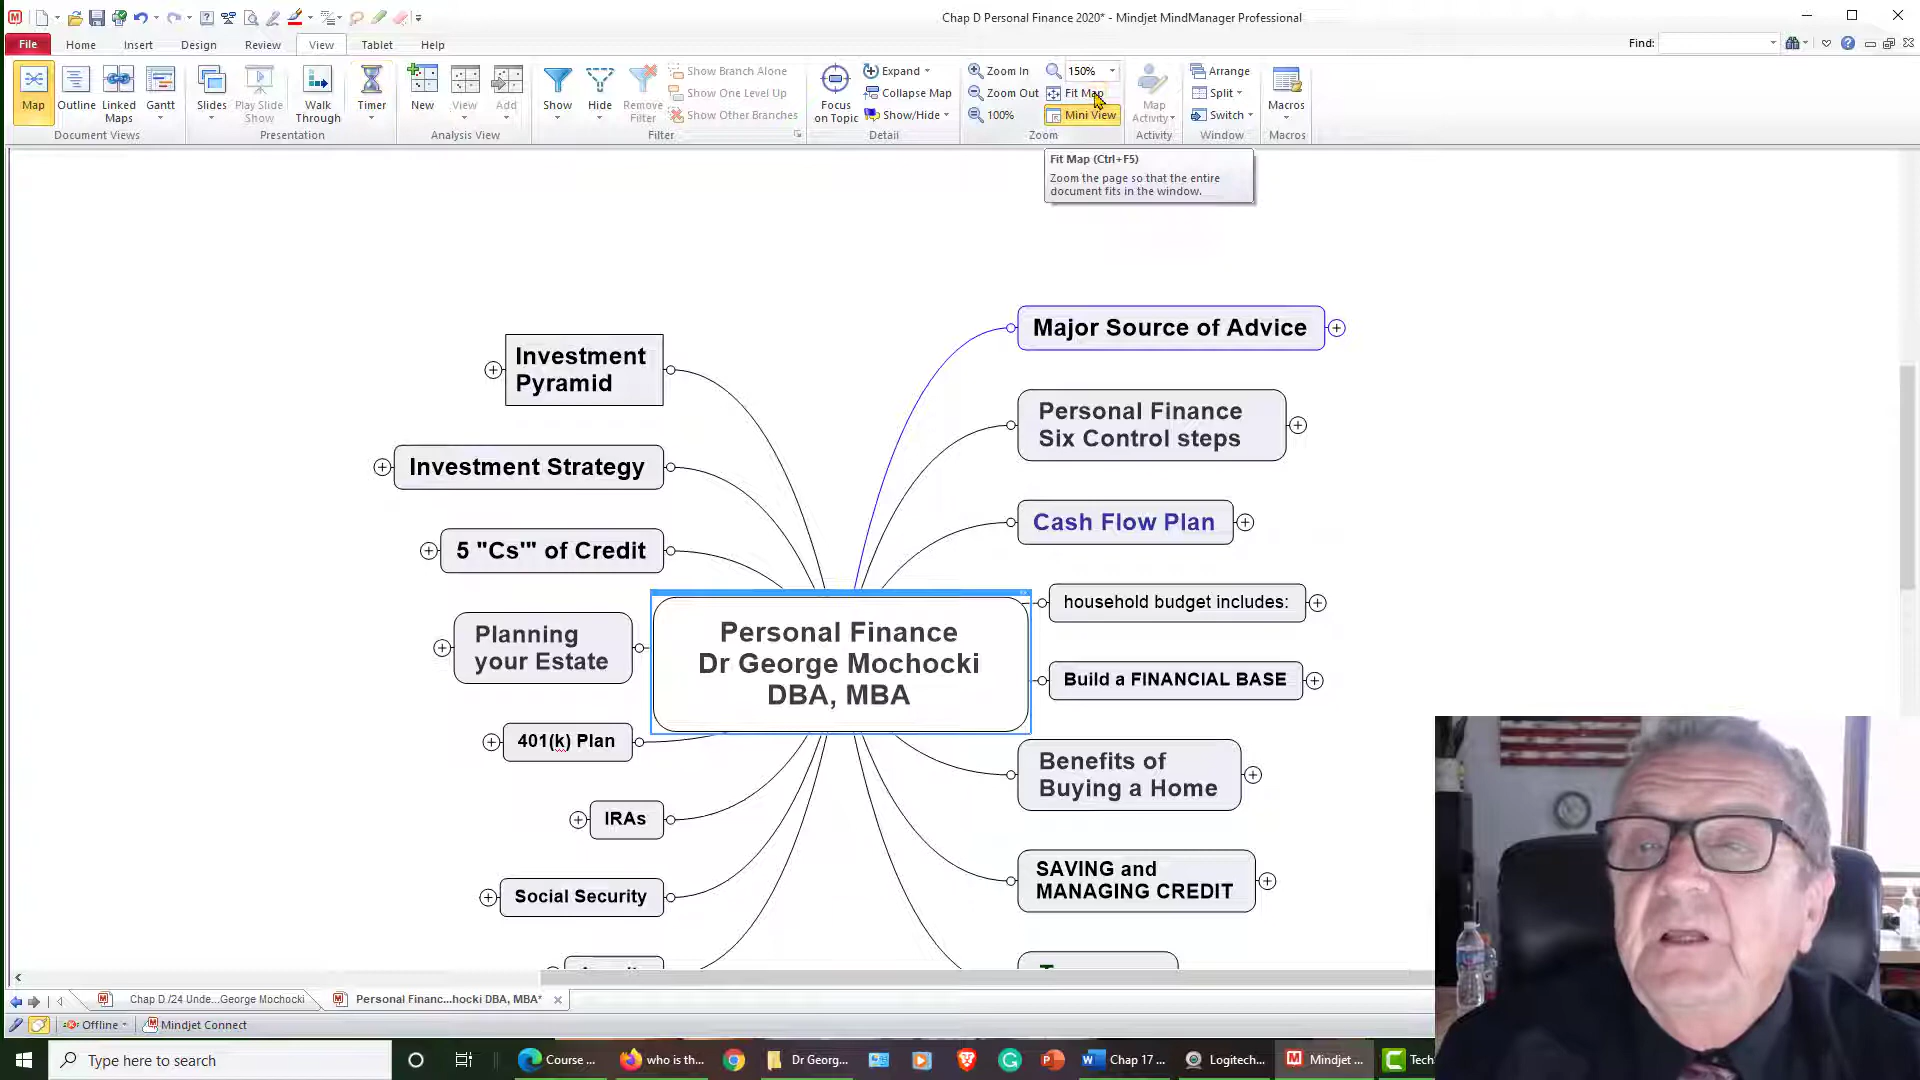 Chap D Personal Finance 2020* - Mindjet MindManager Professional
File Home Insert Design Review View Tablet Help
Find:
Map
Outline
Linked
Maps
Gantt
Document Views
Slides
Play Slide
Show
Walk
Through
Timer
Presentation
New
View
Add
Analysis View
Show
Hide
Remove
Filter
Show Branch Alone
Show One Level Up
Show Other Branches
Filter
Focus
on Topic
Expand
Collapse Map
Show/Hide
Detail
Zoom In
Zoom Out
100%
150%
Fit Map
Mini View
Zoom
Map
Activity
Activity
Arrange
Split
Switch
Window
Macros
Macros
Fit Map (Ctrl+F5)
Zoom the page so that the entire
document fits in the window.
Investment
Pyramid
Investment Strategy
5 "Cs'" of Credit
Planning
your Estate
401(k) Plan
IRAs
Social Security
Personal Finance
Dr George Mochocki
DBA, MBA
Major Source of Advice
Personal Finance
Six Control steps
Cash Flow Plan
household budget includes:
Build a FINANCIAL BASE
Benefits of
Buying a Home
SAVING and
MANAGING CREDIT
Chap D /24 Unde...George Mochocki
Personal Financ...hocki DBA, MBA*
Offline
Mindjet Connect
Type here to search
Course ...
who is th...
Dr Georg...
Chap 17 ...
Logitech...
Mindjet ...
Tech